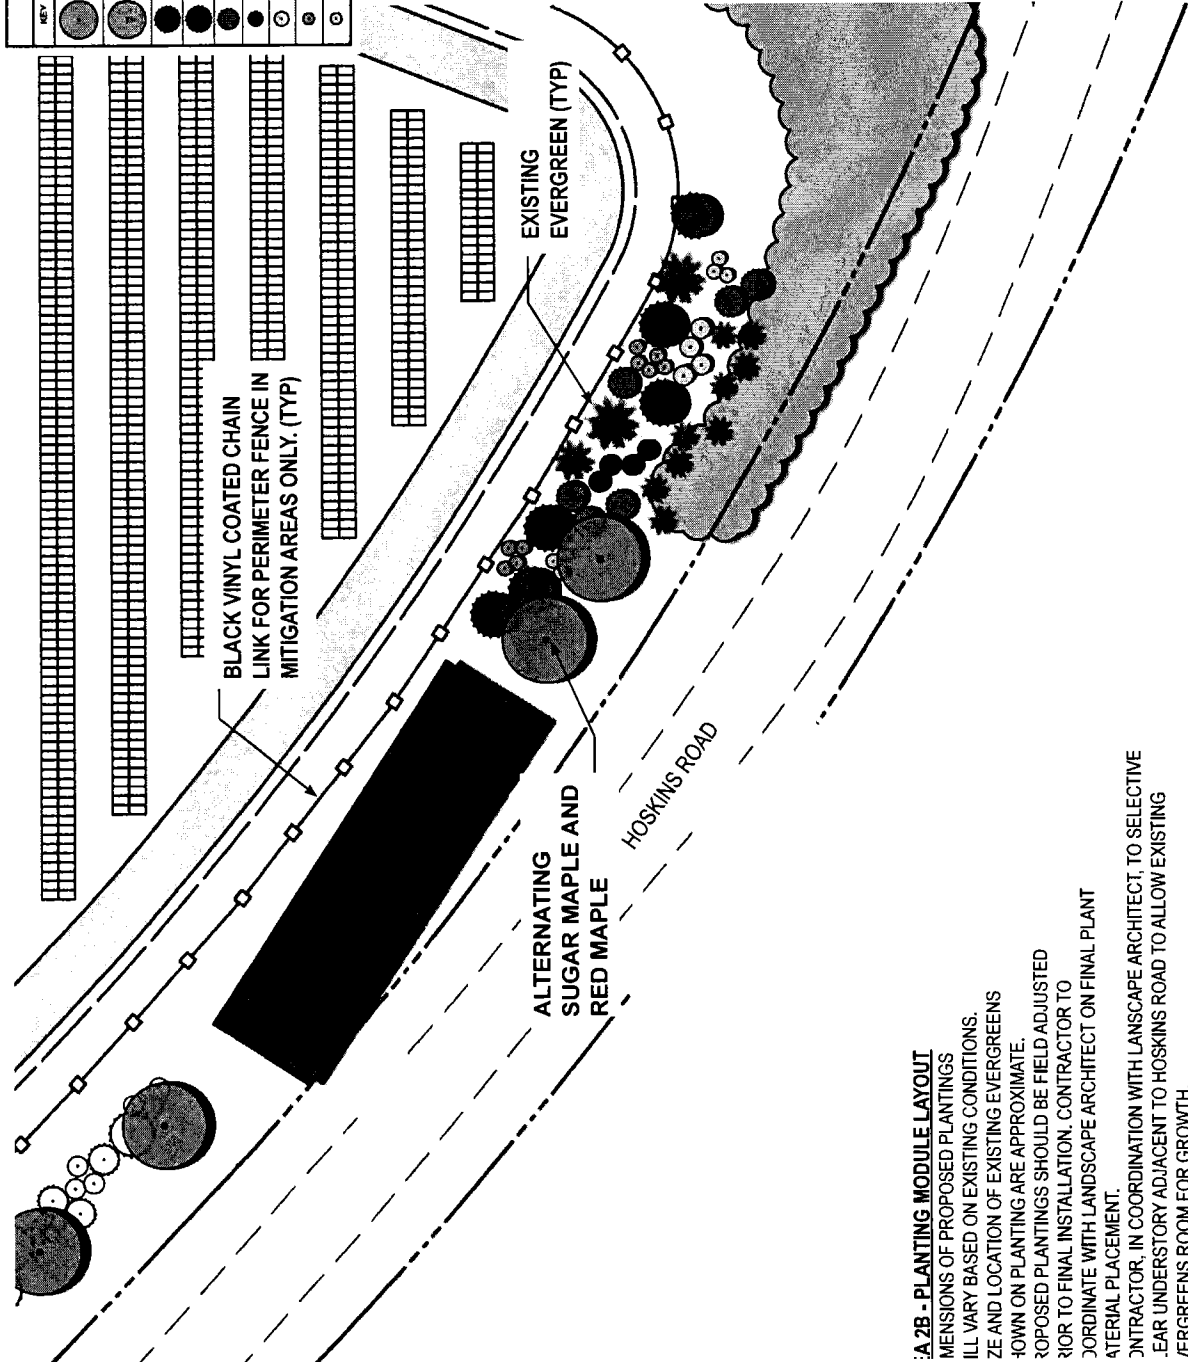 KEY
BLACK VINYL COATED CHAIN
LINK FOR PERIMETER FENCE IN
MITIGATION AREAS ONLY. (TYP)
EXISTING
EVERGREEN (TYP)
ALTERNATING
SUGAR MAPLE AND
RED MAPLE
HOSKINS ROAD
EA 2B - PLANTING MODULE LAYOUT
MENSIONS OF PROPOSED PLANTINGS
ILL VARY BASED ON EXISTING CONDITIONS.
ZE AND LOCATION OF EXISTING EVERGREENS
HOWN ON PLANTING ARE APPROXIMATE.
ROPOSED PLANTINGS SHOULD BE FIELD ADJUSTED
RIOR TO FINAL INSTALLATION. CONTRACTOR TO
OORDINATE WITH LANDSCAPE ARCHITECT ON FINAL PLANT
ATERIAL PLACEMENT.
ONTRACTOR, IN COORDINATION WITH LANSCAPE ARCHITECT, TO SELECTIVE
LEAR UNDERSTORY ADJACENT TO HOSKINS ROAD TO ALLOW EXISTING
VERGREENS ROOM FOR GROWTH